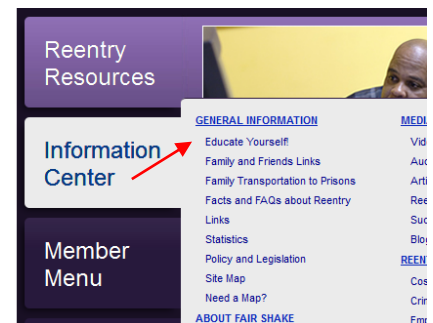 Reentry
Resources
Information
Center
Member
Menu
GENERAL INFORMATION
Educate Yourself!
Family and Friends Links
Family Transportation to Prisons
Facts and FAQs about Reentry
Links
Statistics
Policy and Legislation
Site Map
Need a Map?
ABOUT FAIR SHAKE